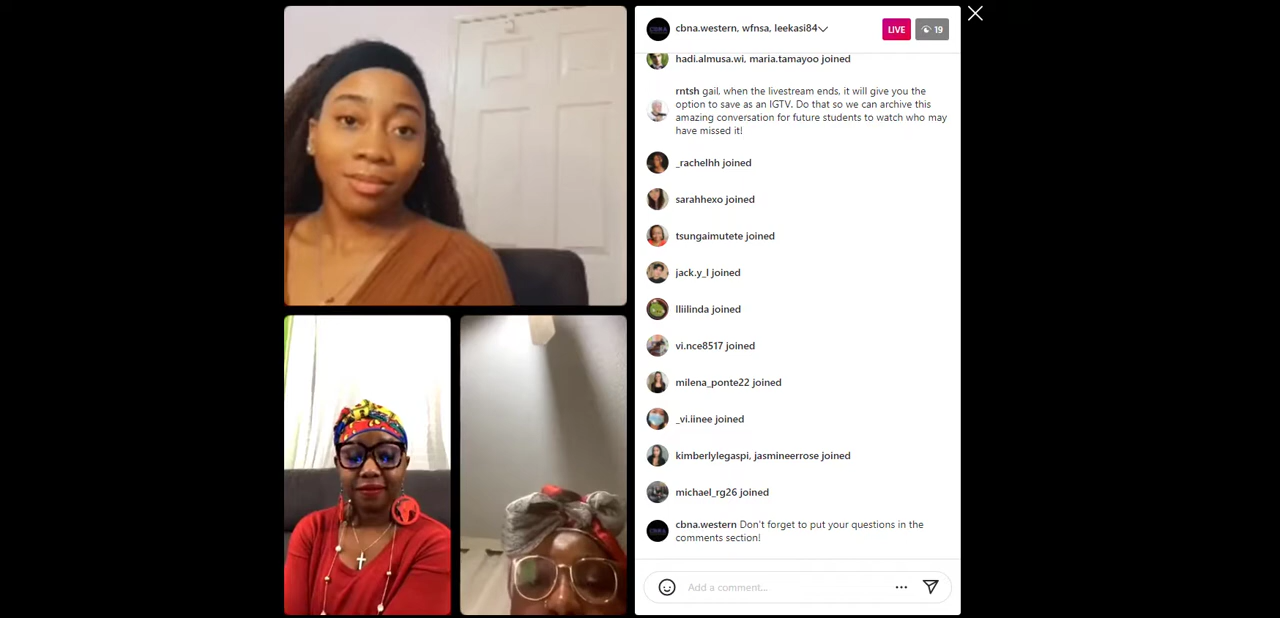 cbna.western, wfnsa, leekasi84
LIVE
19
hadi.almusa.wi, maria.tamayoo joined
rntsh gail, when the livestream ends, it will give you the
option to save as an IGTV. Do that so we can archive this
amazing conversation for future students to watch who may
have missed it!
_rachelhh joined
sarahhexo joined
tsungaimutete joined
jack.y_l joined
lliilinda joined
vi.nce8517 joined
milena_ponte22 joined
_vi.iinee joined
kimberlylegaspi, jasmineerrose joined
michael_rg26 joined
cbna.western Don't forget to put your questions in the
comments section!
Add a comment...